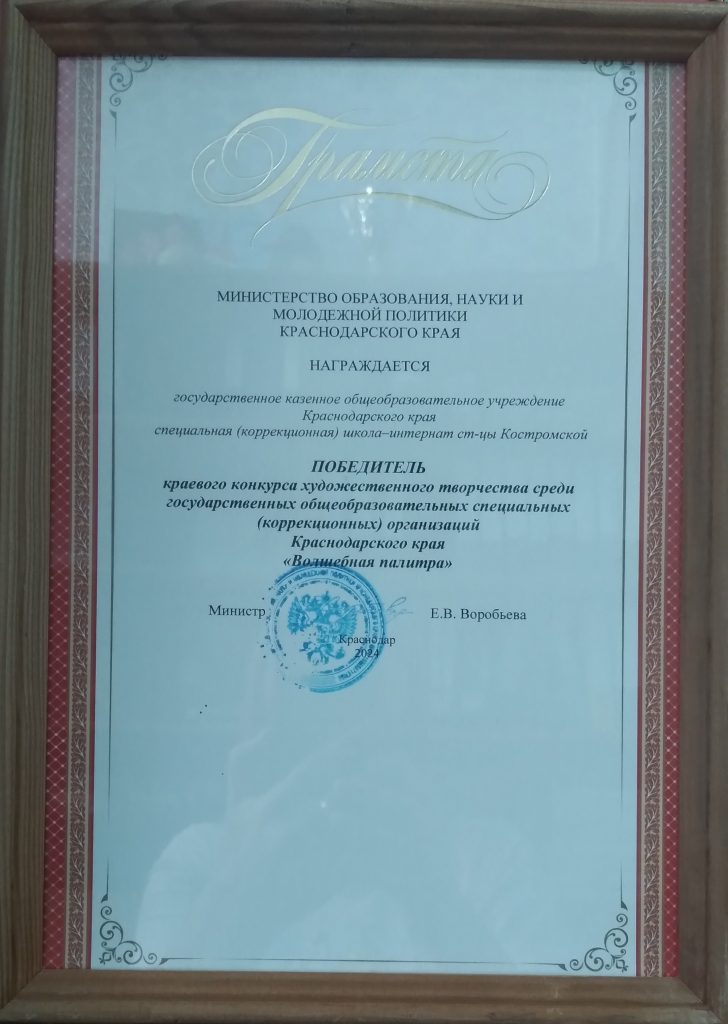 Грамота
МИНИСТЕРСТВО ОБРАЗОВАНИЯ, НАУКИ И
МОЛОДЕЖНОЙ ПОЛИТИКИ
КРАСНОДАРСКОГО КРАЯ
НАГРАЖДАЕТСЯ
государственное казенное общеобразовательное учреждение
Краснодарского края
специальная (коррекционная) школа–интернат ст-цы Костромской
ПОБЕДИТЕЛЬ
краевого конкурса художественного творчества среди
государственных общеобразовательных специальных
(коррекционных) организаций
Краснодарского края
«Волшебная палитра»
Министр Е.В. Воробьева
Краснодар
2024